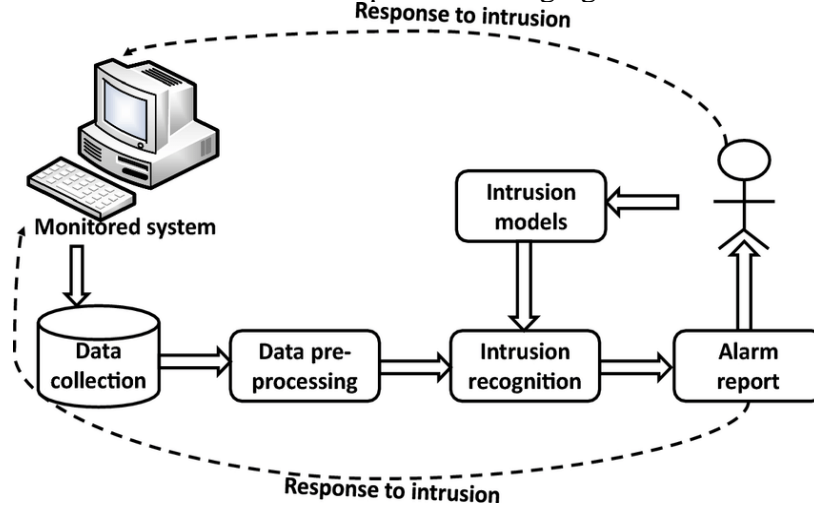 Response to intrusion
Monitored system
Intrusion
models
Data
collection
Data pre-
processing
Intrusion
recognition
Alarm
report
Response to intrusion